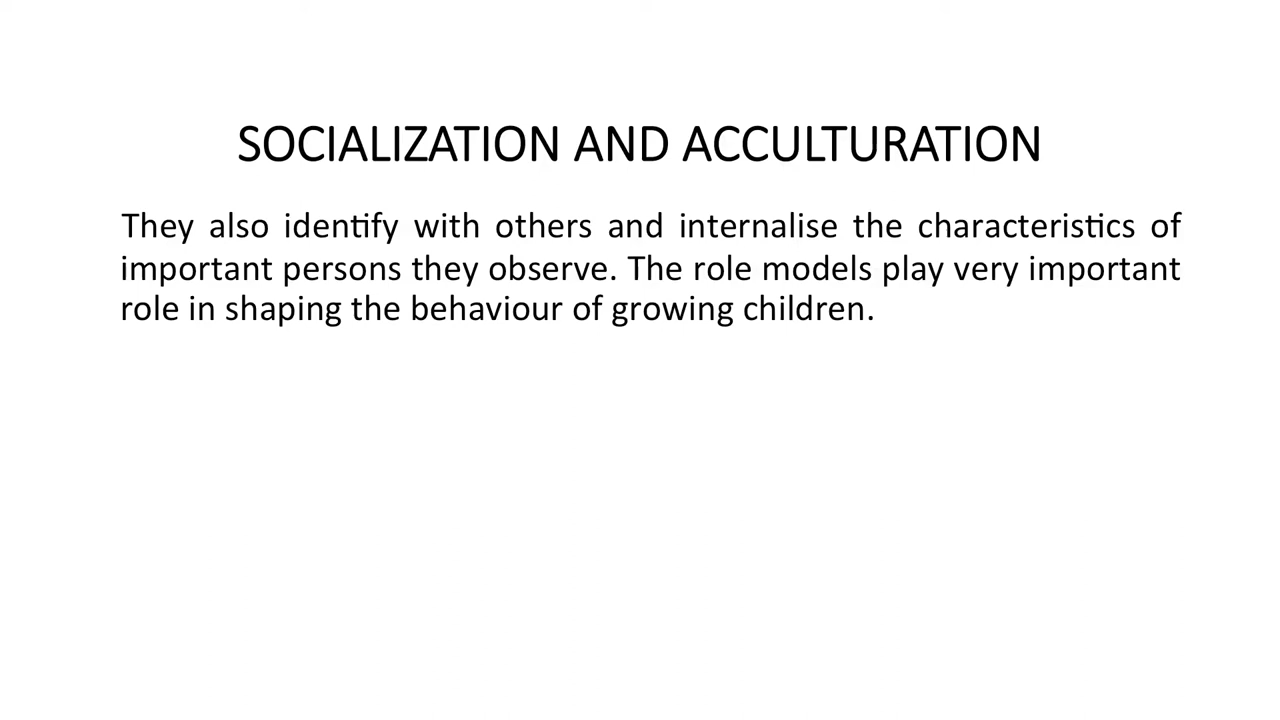 SOCIALIZATION AND ACCULTURATION
They also identify with others and internalise the characteristics of
important persons they observe. The role models play very important
role in shaping the behaviour of growing children.